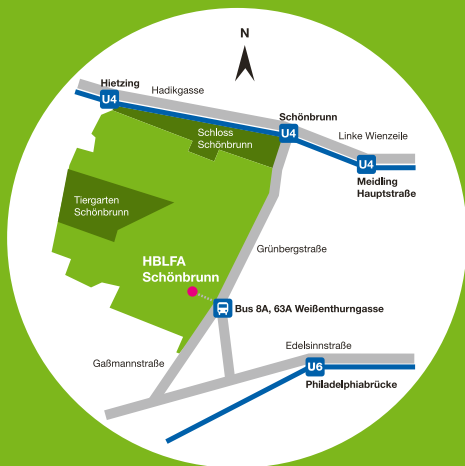 N
Hietzing
U4
Hadikgasse
Schönbrunn
U4
Linke Wienzeile
Schloss
Schönbrunn
U4
Meidling
Hauptstraße
Tiergarten
Schönbrunn
Grünbergstraße
HBLFA
Schönbrunn
Bus 8A, 63A Weißenthurngasse
Edelsinnstraße
Gaßmannstraße
U6
Philadelphiabrücke